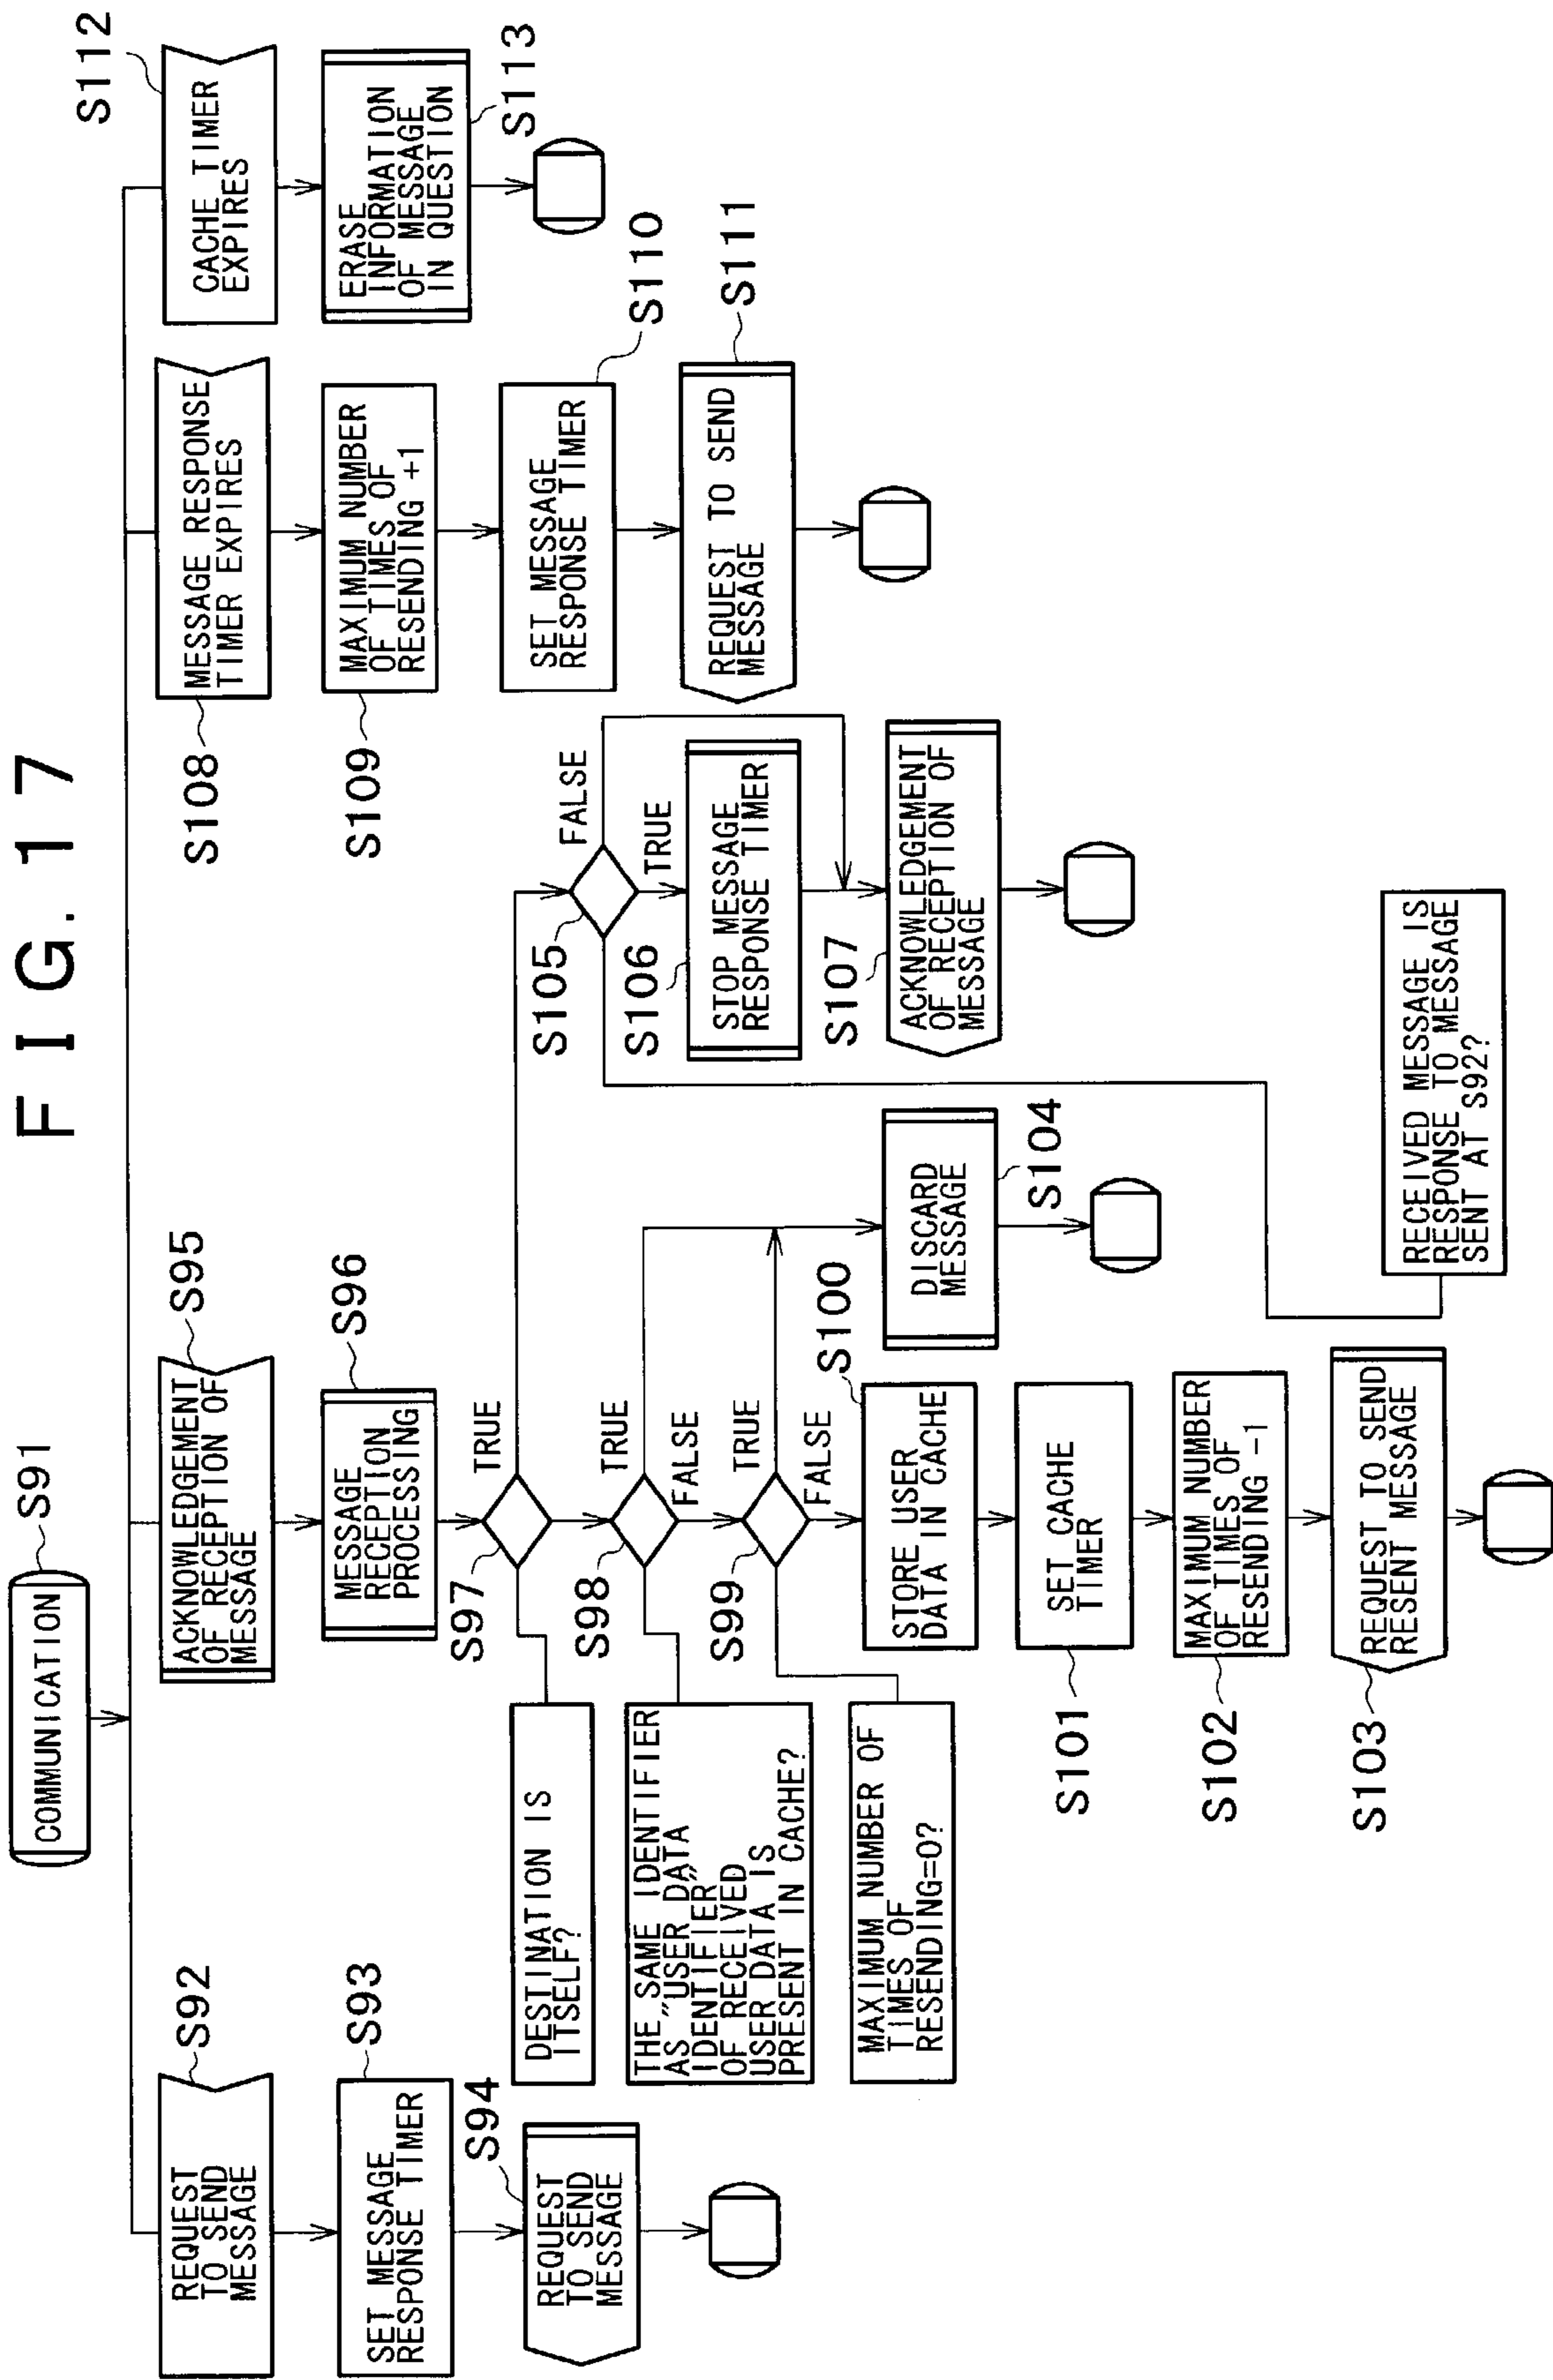 F I G. 1 7
COMMUNICATION
S91
REQUEST
TO SEND
MESSAGE
S92
SET MESSAGE
RESPONSE TIMER
S93
REQUEST
TO SEND
MESSAGE
S94
ACKNOWLEDGEMENT
OF RECEPTION OF
MESSAGE
S95
MESSAGE
RECEPTION
PROCESSING
S96
S97
TRUE
DESTINATION IS
ITSELF?
S98
TRUE
FALSE
THE SAME IDENTIFIER
AS "USER DATA
IDENTIFIER"
OF RECEIVED
USER DATA IS
PRESENT IN CACHE?
S99
TRUE
FALSE
MAXIMUM NUMBER OF
TIMES OF
RESENDING=0?
STORE USER
DATA IN CACHE
S100
SET CACHE
TIMER
S101
MAXIMUM NUMBER
OF TIMES OF
RESENDING -1
S102
REQUEST TO SEND
RESENT MESSAGE
S103
DISCARD
MESSAGE
S104
S105
FALSE
TRUE
STOP MESSAGE
RESPONSE TIMER
S106
ACKNOWLEDGEMENT
OF RECEPTION OF
MESSAGE
S107
RECEIVED MESSAGE IS
RESPONSE TO MESSAGE
SENT AT S92?
MESSAGE RESPONSE
TIMER EXPIRES
S108
MAXIMUM NUMBER
OF TIMES OF
RESENDING +1
S109
SET MESSAGE
RESPONSE TIMER
S110
REQUEST TO SEND
MESSAGE
S111
CACHE TIMER
EXPIRES
S112
ERASE
INFORMATION
OF MESSAGE
IN QUESTION
S113